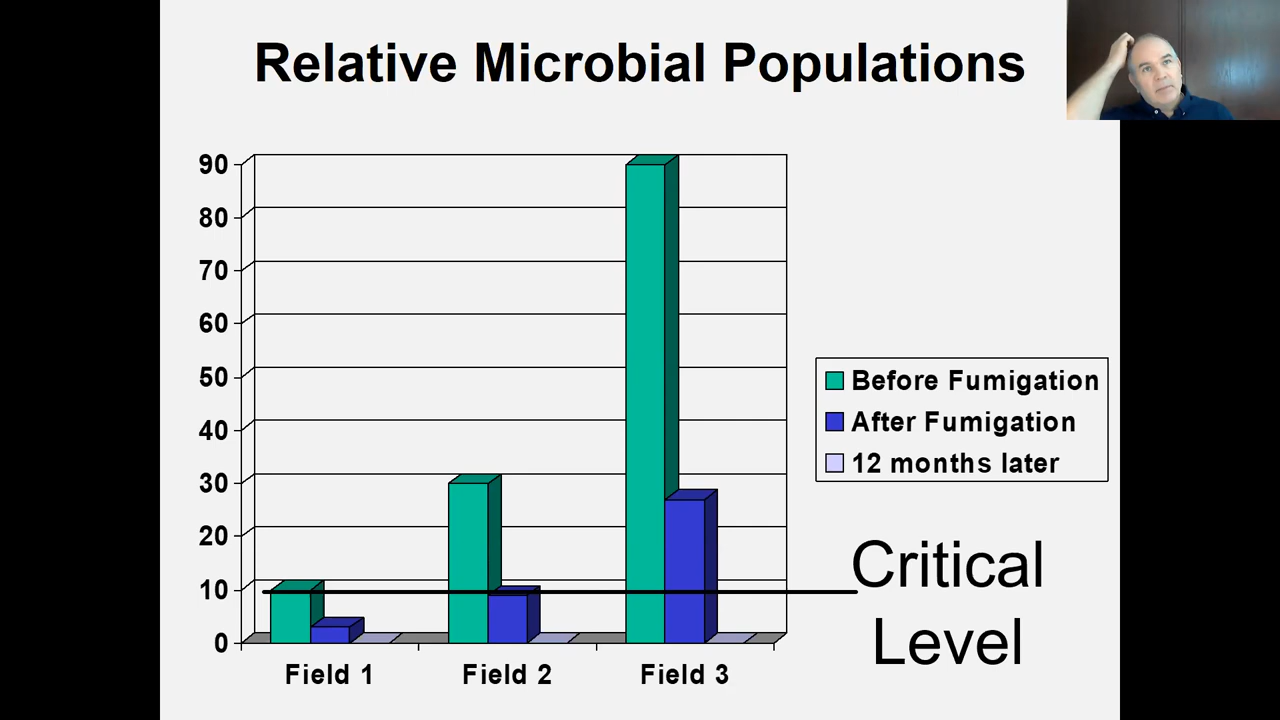 Relative Microbial Populations
90
80
70
60
50
40
30
20
10
0
Field 1
Field 2
Field 3
Before Fumigation
After Fumigation
12 months later
Critical
Level